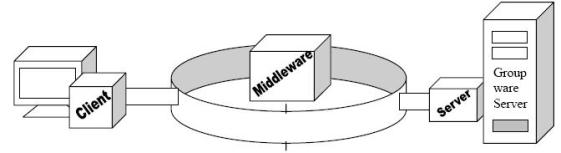 Client
Middleware
Server
Group
ware
Server